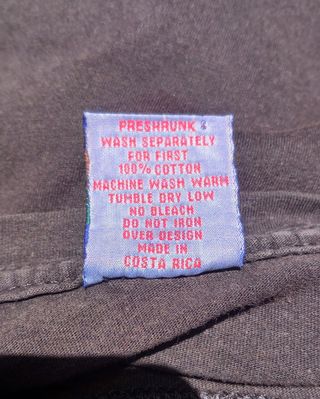 PRESHRUNK
WASH SEPARATELY
FOR FIRST
100% COTTON
MACHINE WASH WARM
TUMBLE DRY LOW
NO BLEACH
DO NOT IRON
OVER DESIGN
MADE IN
COSTA RICA